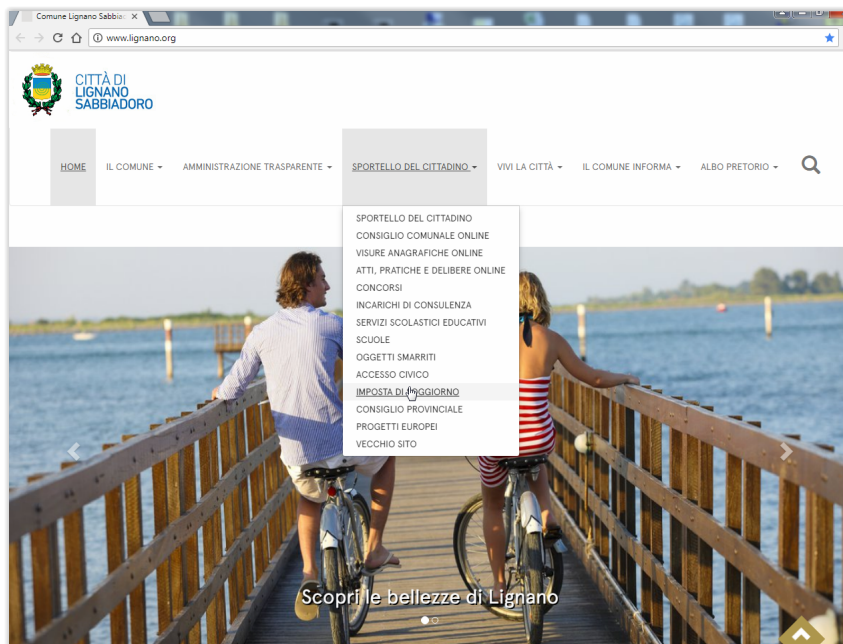 Comune Lignano Sabbiad
www.lignano.org
CITTÀ DI
LIGNANO
SABBIADORO
HOME IL COMUNE AMMINISTRAZIONE TRASPARENTE SPORTELLO DEL CITTADINO VIVI LA CITTÀ IL COMUNE INFORMA ALBO PRETORIO
SPORTELLO DEL CITTADINO
CONSIGLIO COMUNALE ONLINE
VISURE ANAGRAFICHE ONLINE
ATTI, PRATICHE E DELIBERE ONLINE
CONCORSI
INCARICHI DI CONSULENZA
SERVIZI SCOLASTICI EDUCATIVI
SCUOLE
OGGETTI SMARRITI
ACCESSO CIVICO
IMPOSTA DI SOGGIORNO
CONSIGLIO PROVINCIALE
PROGETTI EUROPEI
VECCHIO SITO
Scopri le bellezze di Lignano